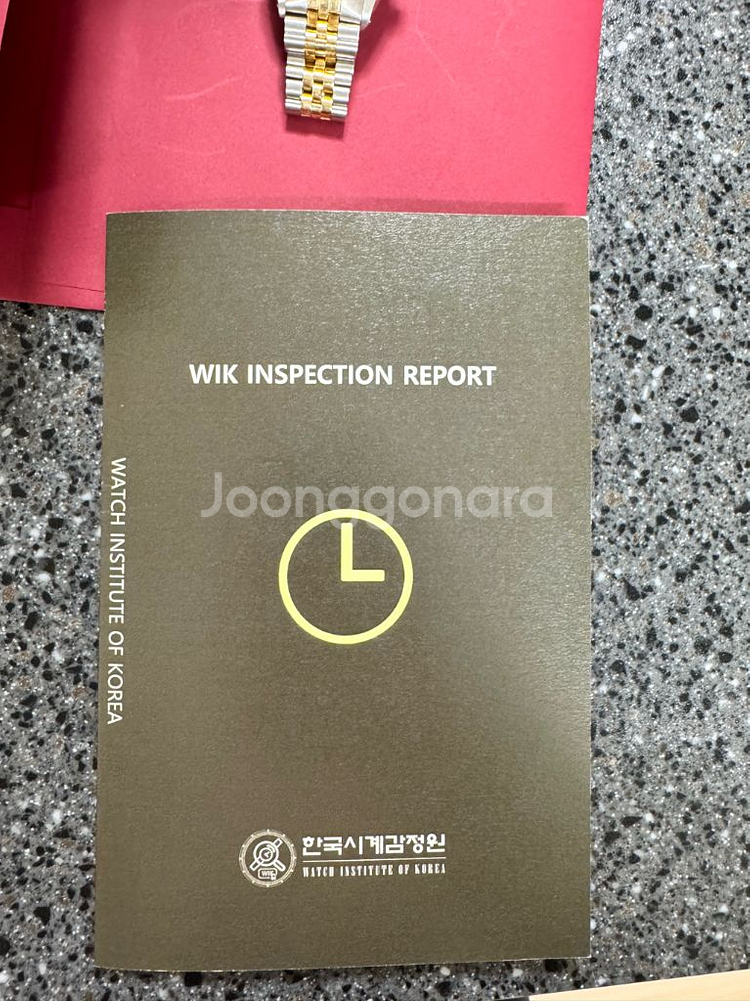 WIK INSPECTION REPORT
Joonggonara
WATCH INSTITUTE OF KOREA
한국시계감정원
WATCH INSTITUTE OF KOREA
WIK